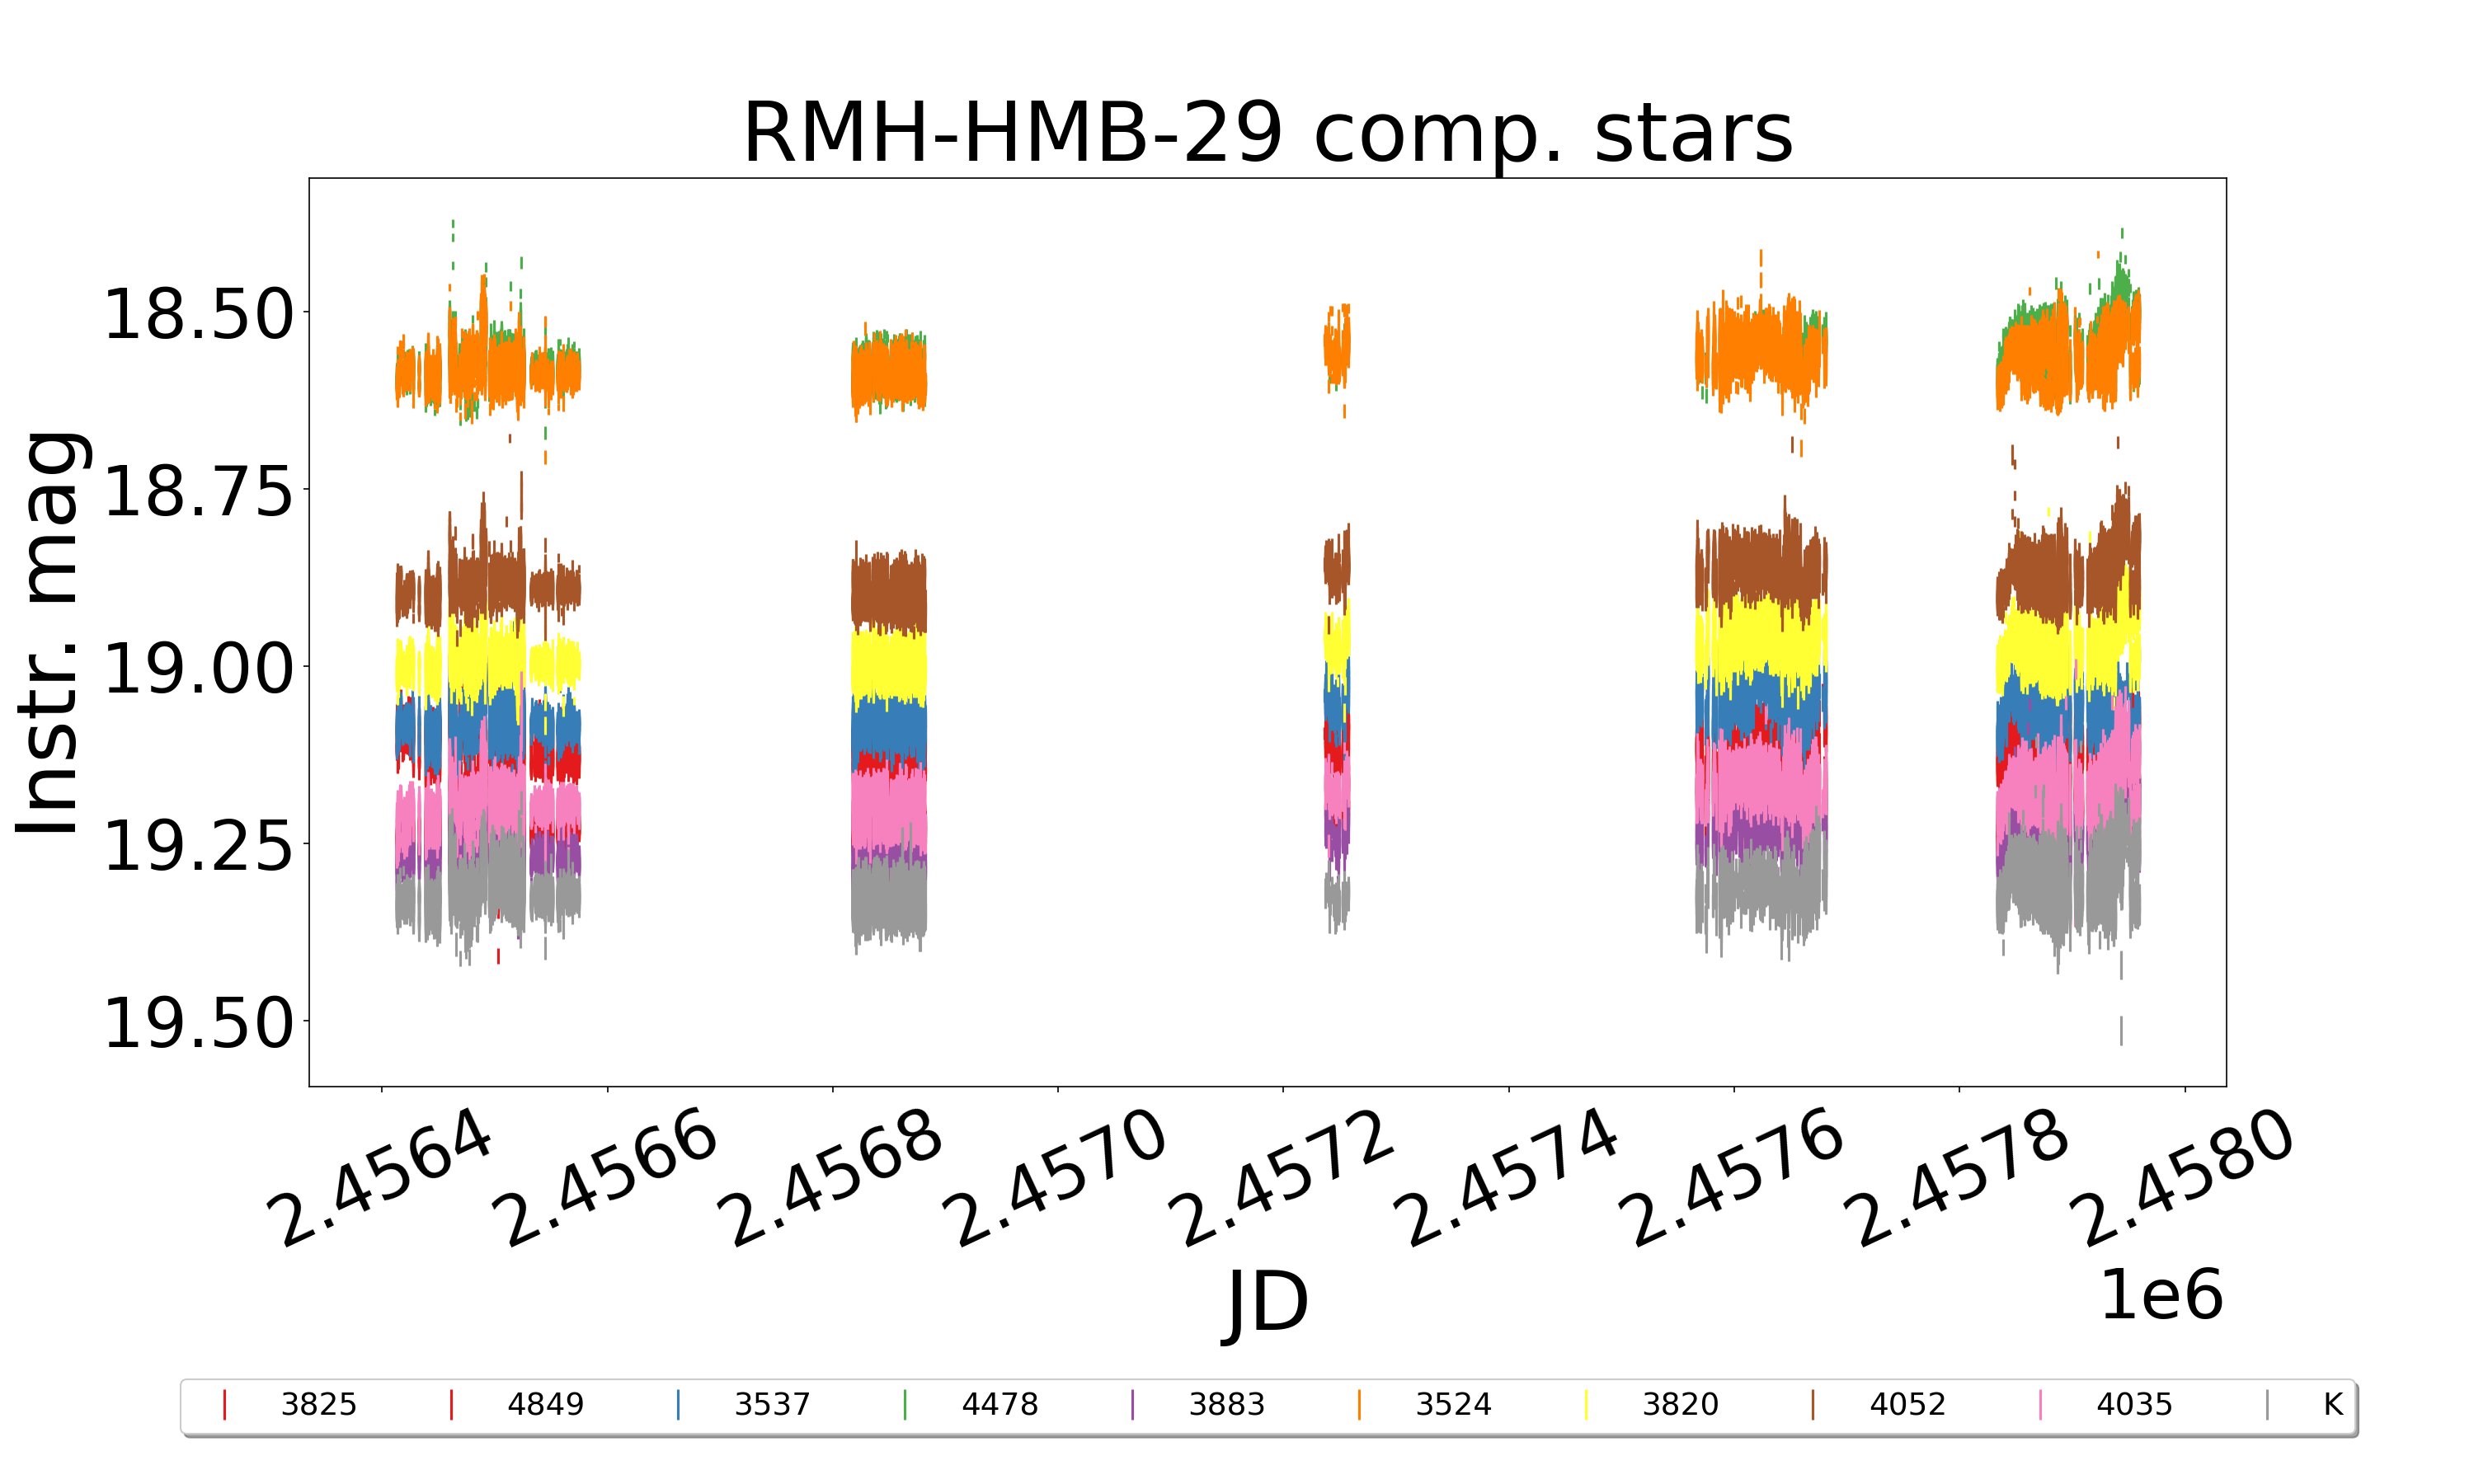 RMH-HMB-29 comp. stars
Instr. mag
18.50
18.75
19.00
19.25
19.50
2.4564 2.4566 2.4568 2.4570 2.4572 2.4574 2.4576 2.4578 2.4580
JD
1e6
3825 4849 3537 4478 3883 3524 3820 4052 4035 K